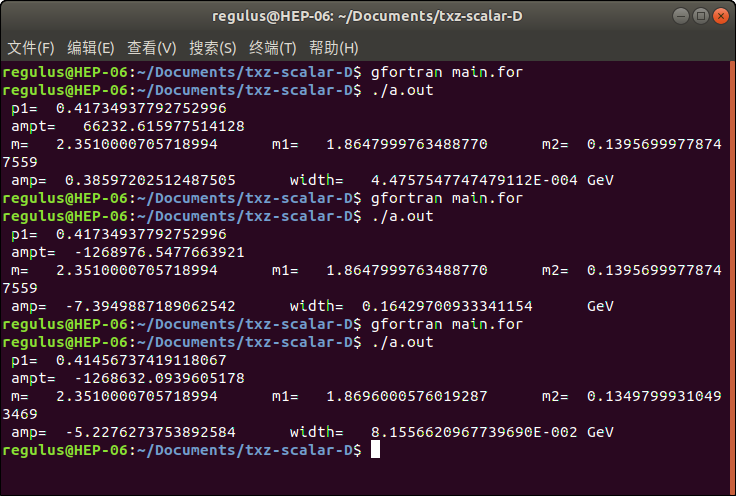 regulus@HEP-06: ~/Documents/txz-scalar-D
文件(F) 编辑(E) 查看(V) 搜索(S) 终端(T) 帮助(H)
regulus@HEP-06:~/Documents/txz-scalar-D$ gfortran main.for
regulus@HEP-06:~/Documents/txz-scalar-D$ ./a.out
p1=  0.41734937792752996
ampt=   66232.615977514128
m=   2.3510000705718994      m1=   1.8647999763488770      m2=  0.1395699977874
7559
amp=  0.38597202512487505      width=   4.4757547747479112E-004 GeV
regulus@HEP-06:~/Documents/txz-scalar-D$ gfortran main.for
regulus@HEP-06:~/Documents/txz-scalar-D$ ./a.out
p1=  0.41734937792752996
ampt=  -1268976.5477663921
m=   2.3510000705718994      m1=   1.8647999763488770      m2=  0.1395699977874
7559
amp=  -7.3949887189062542      width=  0.16429700933341154      GeV
regulus@HEP-06:~/Documents/txz-scalar-D$ gfortran main.for
regulus@HEP-06:~/Documents/txz-scalar-D$ ./a.out
p1=  0.41456737419118067
ampt=  -1268632.0939605178
m=   2.3510000705718994      m1=   1.8696000576019287      m2=  0.1349799931049
3469
amp=  -5.2276273753892584      width=   8.1556620967739690E-002 GeV
regulus@HEP-06:~/Documents/txz-scalar-D$